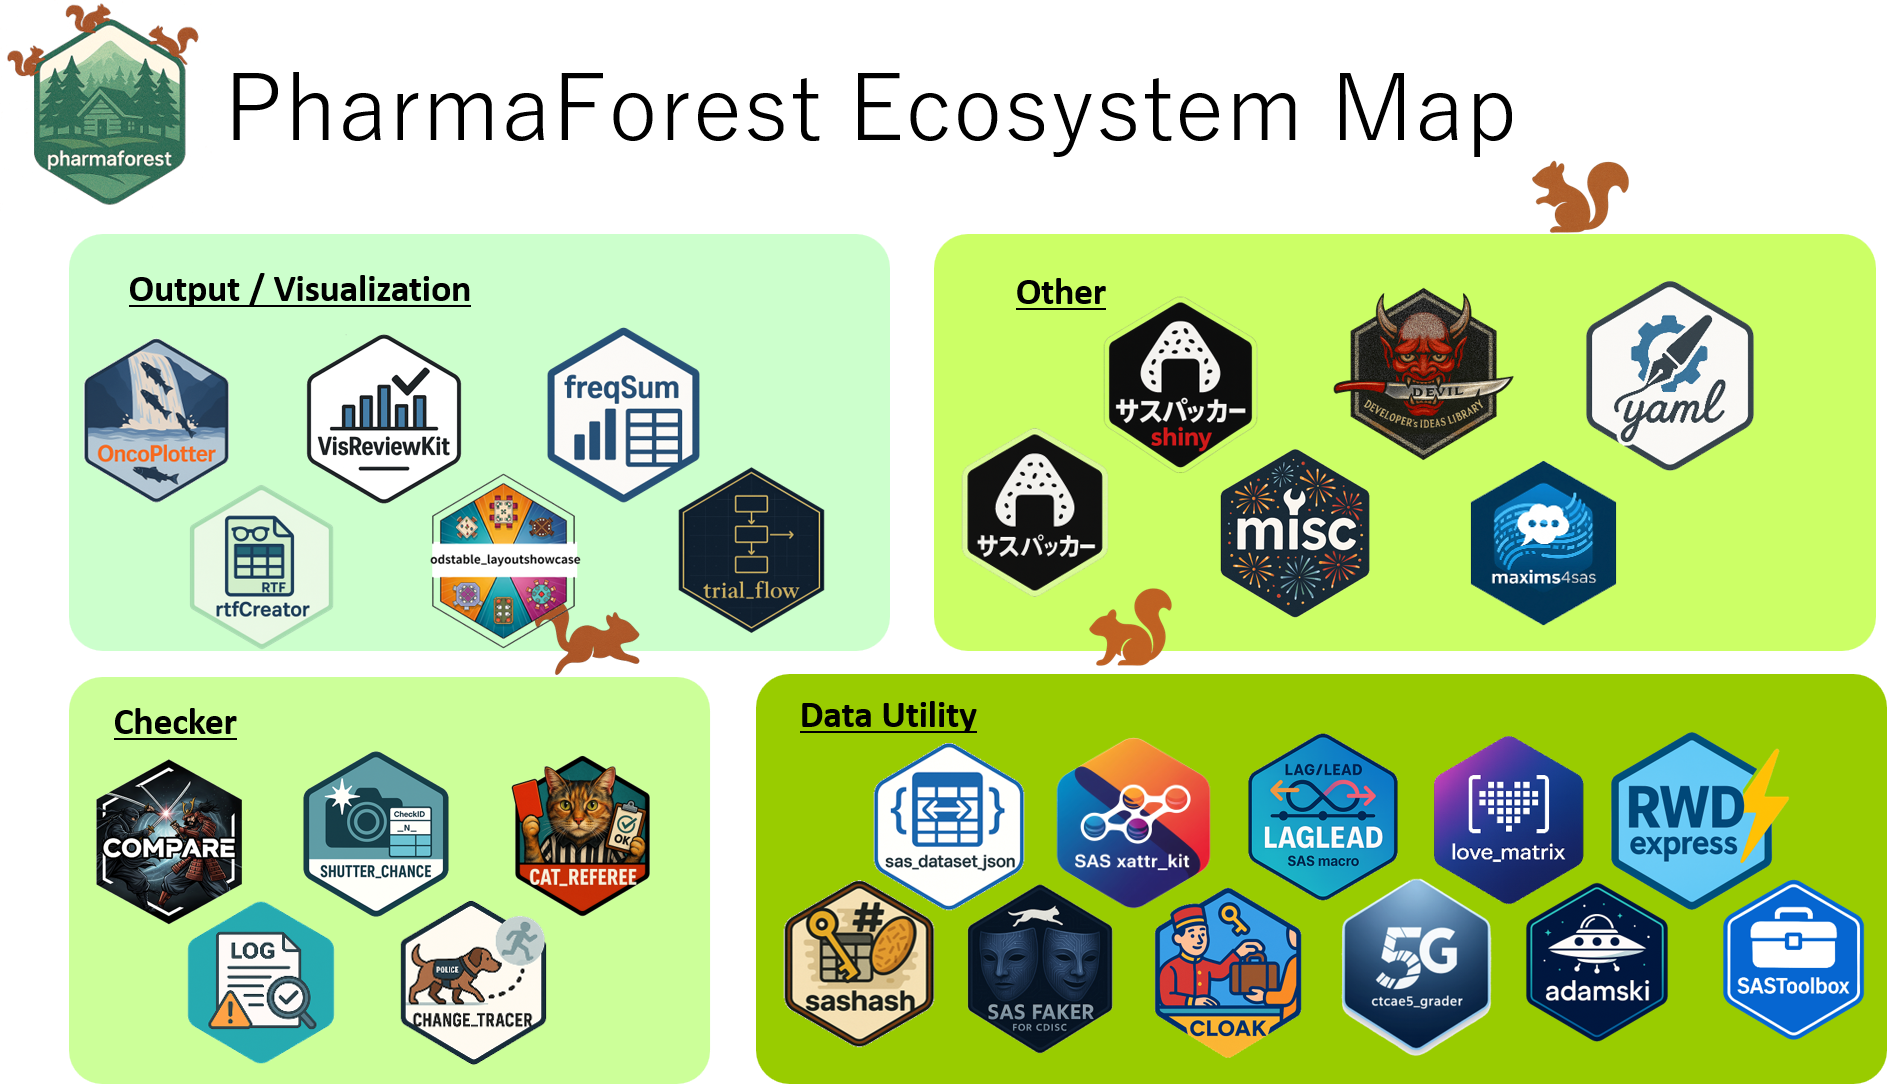 pharmaforest
PharmaForest Ecosystem Map
Output / Visualization
OncoPlotter
VisReviewKit
freqSum
RTF
rtfCreator
odstable_layoutshowcase
trial_flow
Other
サスパッカー
shiny
DEVIL
DEVELOPER's IDEAS LIBRARY
yaml
サスパッカー
misc
maxims4sas
Checker
COMPARE
CheckID
_N_
SHUTTER_CHANCE
OK
CAT_REFEREE
LOG
POLICE
CHANGE_TRACER
Data Utility
sas_dataset_json
SAS xattr_kit
LAG/LEAD
LAGLEAD
SAS macro
love_matrix
RWD
express
#
sashash
SAS FAKER
FOR CDISC
CLOAK
5G
ctcae5_grader
adamski
SASToolbox